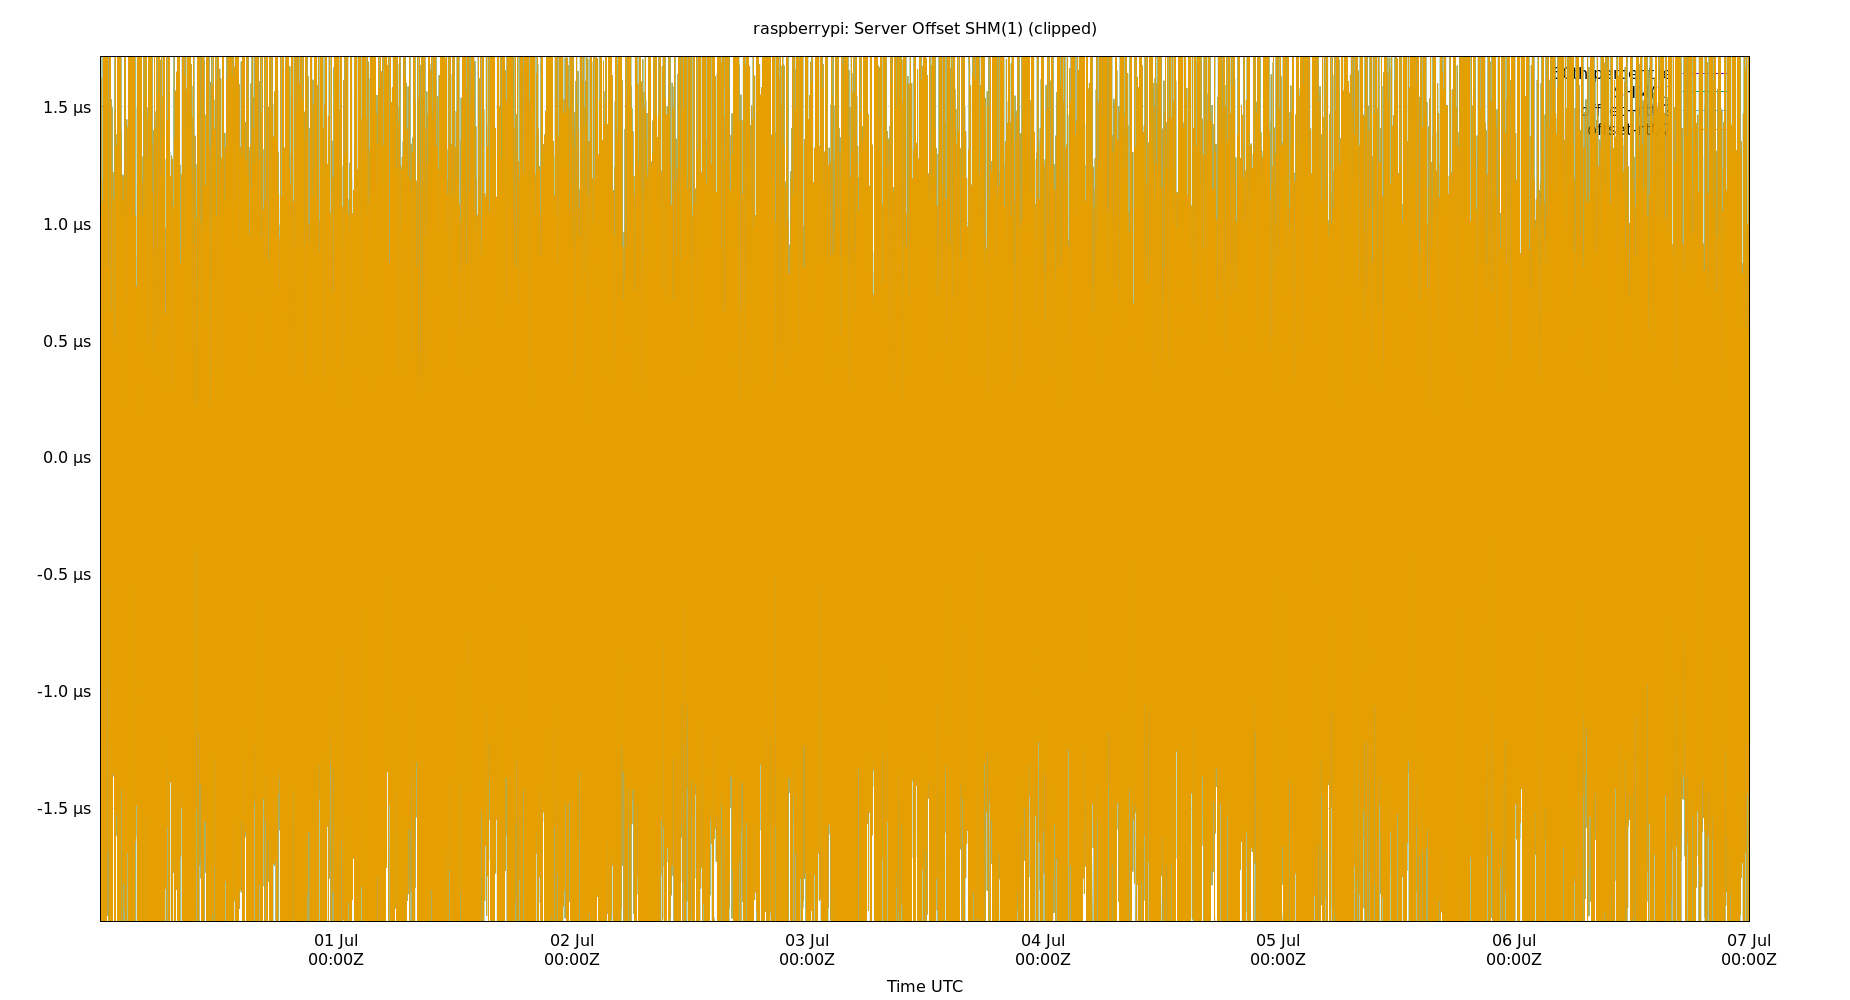 raspberrypi: Server Offset SHM(1) (clipped)
1.5 µs
1.0 µs
0.5 µs
0.0 µs
-0.5 µs
-1.0 µs
-1.5 µs
01 Jul 02 Jul 03 Jul 04 Jul 05 Jul 06 Jul 07 Jul
00:00Z 00:00Z 00:00Z 00:00Z 00:00Z 00:00Z 00:00Z
Time UTC